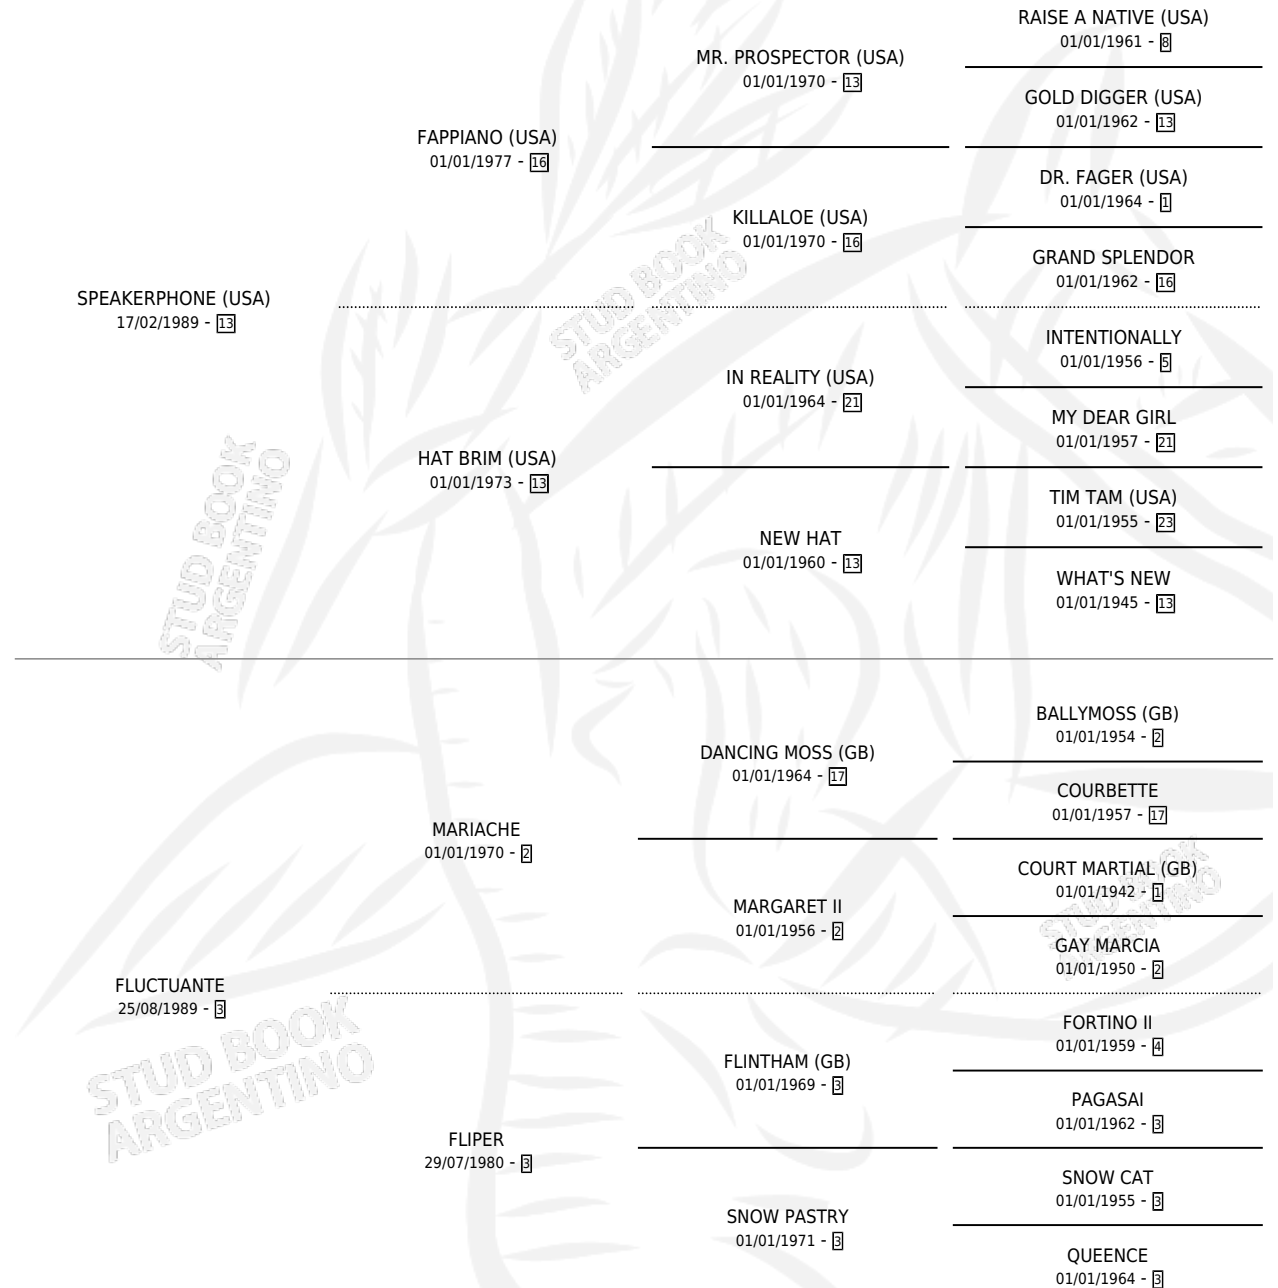 RAISE A NATIVE (USA)
01/01/1961 - 8
MR. PROSPECTOR (USA)
01/01/1970 - 13
GOLD DIGGER (USA)
01/01/1962 - 13
FAPPIANO (USA)
01/01/1977 - 16
DR. FAGER (USA)
01/01/1964 - 1
KILLALOE (USA)
01/01/1970 - 16
GRAND SPLENDOR
01/01/1962 - 16
SPEAKERPHONE (USA)
17/02/1989 - 13
INTENTIONALLY
01/01/1956 - 5
IN REALITY (USA)
01/01/1964 - 21
MY DEAR GIRL
01/01/1957 - 21
HAT BRIM (USA)
01/01/1973 - 13
TIM TAM (USA)
01/01/1955 - 23
NEW HAT
01/01/1960 - 13
WHAT'S NEW
01/01/1945 - 13
BALLYMOSS (GB)
01/01/1954 - 2
DANCING MOSS (GB)
01/01/1964 - 17
COURBETTE
01/01/1957 - 17
MARIACHE
01/01/1970 - 2
COURT MARTIAL (GB)
01/01/1942 - 1
MARGARET II
01/01/1956 - 2
GAY MARCIA
01/01/1950 - 2
FLUCTUANTE
25/08/1989 - 3
FORTINO II
01/01/1959 - 4
FLINTHAM (GB)
01/01/1969 - 3
PAGASAI
01/01/1962 - 3
FLIPER
29/07/1980 - 3
SNOW CAT
01/01/1955 - 3
SNOW PASTRY
01/01/1971 - 3
QUEENCE
01/01/1964 - 3
STUD BOOK
ARGENTINO
STUD BOOK
ARGENTINO
STUD BOOK
ARGENTINO
STUD BOOK
ARGENTINO